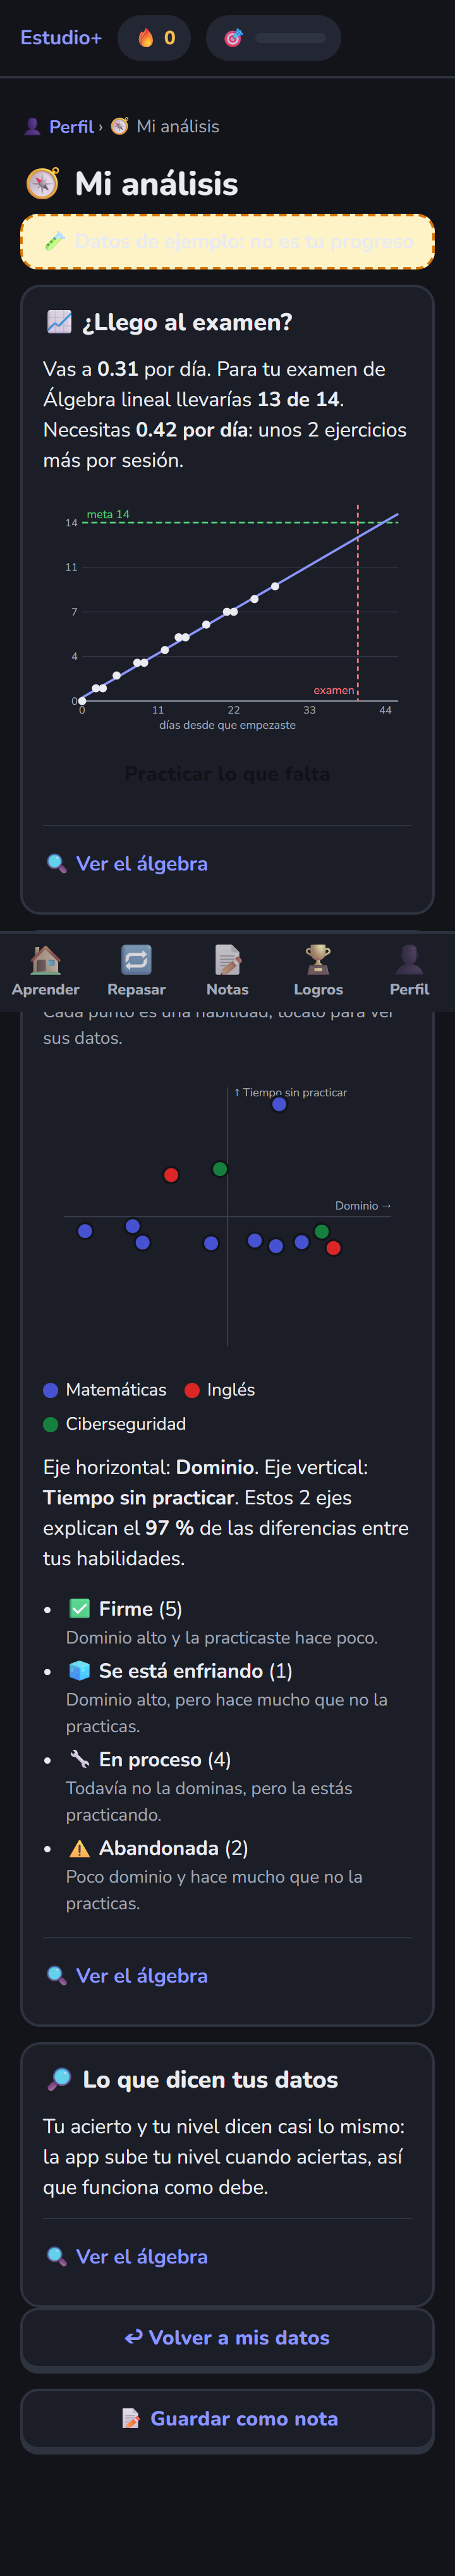 Estudio+ 0
Perfil › Mi análisis
Mi análisis
Datos de ejemplo: no es tu progreso
¿Llego al examen?
Vas a 0.31 por día. Para tu examen de
Álgebra lineal llevarías 13 de 14.
Necesitas 0.42 por día: unos 2 ejercicios
más por sesión.
meta 14
14
11
7
4
0
examen
0 11 22 33 44
días desde que empezaste
Practicar lo que falta
Ver el álgebra
Aprender Repasar Notas Logros Perfil
Cada punto es una habilidad, tócalo para ver
sus datos.
↑ Tiempo sin practicar
Dominio →
Matemáticas Inglés
Ciberseguridad
Eje horizontal: Dominio. Eje vertical:
Tiempo sin practicar. Estos 2 ejes
explican el 97 % de las diferencias entre
tus habilidades.
• Firme (5)
Dominio alto y la practicaste hace poco.
• Se está enfriando (1)
Dominio alto, pero hace mucho que no la
practicas.
• En proceso (4)
Todavía no la dominas, pero la estás
practicando.
• Abandonada (2)
Poco dominio y hace mucho que no la
practicas.
Ver el álgebra
Lo que dicen tus datos
Tu acierto y tu nivel dicen casi lo mismo:
la app sube tu nivel cuando aciertas, así
que funciona como debe.
Ver el álgebra
↩ Volver a mis datos
Guardar como nota